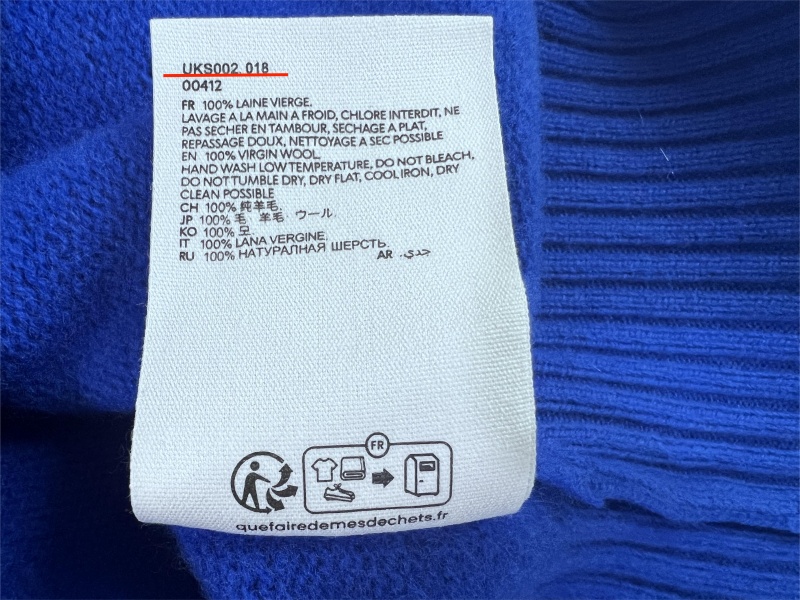 UKS002 018
00412
FR 100% LAINE VIERGE.
LAVAGE A LA MAIN A FROID, CHLORE INTERDIT, NE
PAS SECHER EN TAMBOUR, SECHAGE A PLAT,
REPASSAGE DOUX, NETTOYAGE A SEC POSSIBLE
EN 100% VIRGIN WOOL.
HAND WASH LOW TEMPERATURE, DO NOT BLEACH,
DO NOT TUMBLE DRY, DRY FLAT, COOL IRON, DRY
CLEAN POSSIBLE
CH 100% 純羊毛.
JP 100% 毛 羊毛 ウール.
KO 100% 모.
IT 100% LANA VERGINE.
RU 100% НАТУРАЛНАЯ ШЕРСТЬ.
AR جدي.
FR
quefairedemesdechets.fr